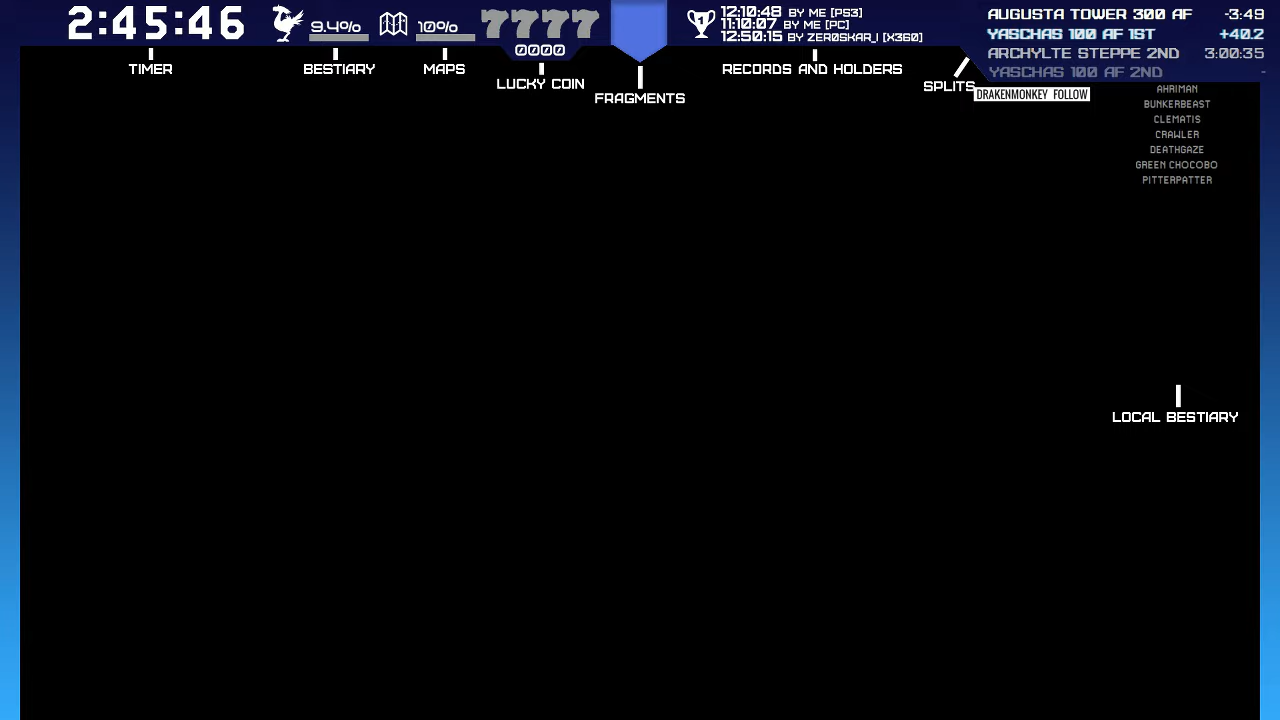 2:45:46
9.4%
10%
7777
0000
1
12:10:48 BY ME [PS3]
11:10:07 BY ME [PC]
12:50:15 BY ZER0SKAR_I [X360]
AUGUSTA TOWER 300 AF -3:49
YASCHAS 100 AF 1ST +40.2
ARCHYLTE STEPPE 2ND 3:00:35
YASCHAS 100 AF 2ND -
TIMER
BESTIARY
MAPS
LUCKY COIN
FRAGMENTS
RECORDS AND HOLDERS
SPLITS
DRAKENMONKEY FOLLOW
AHRIMAN
BUNKERBEAST
CLEMATIS
CRAWLER
DEATHGAZE
GREEN CHOCOBO
PITTERPATTER
LOCAL BESTIARY